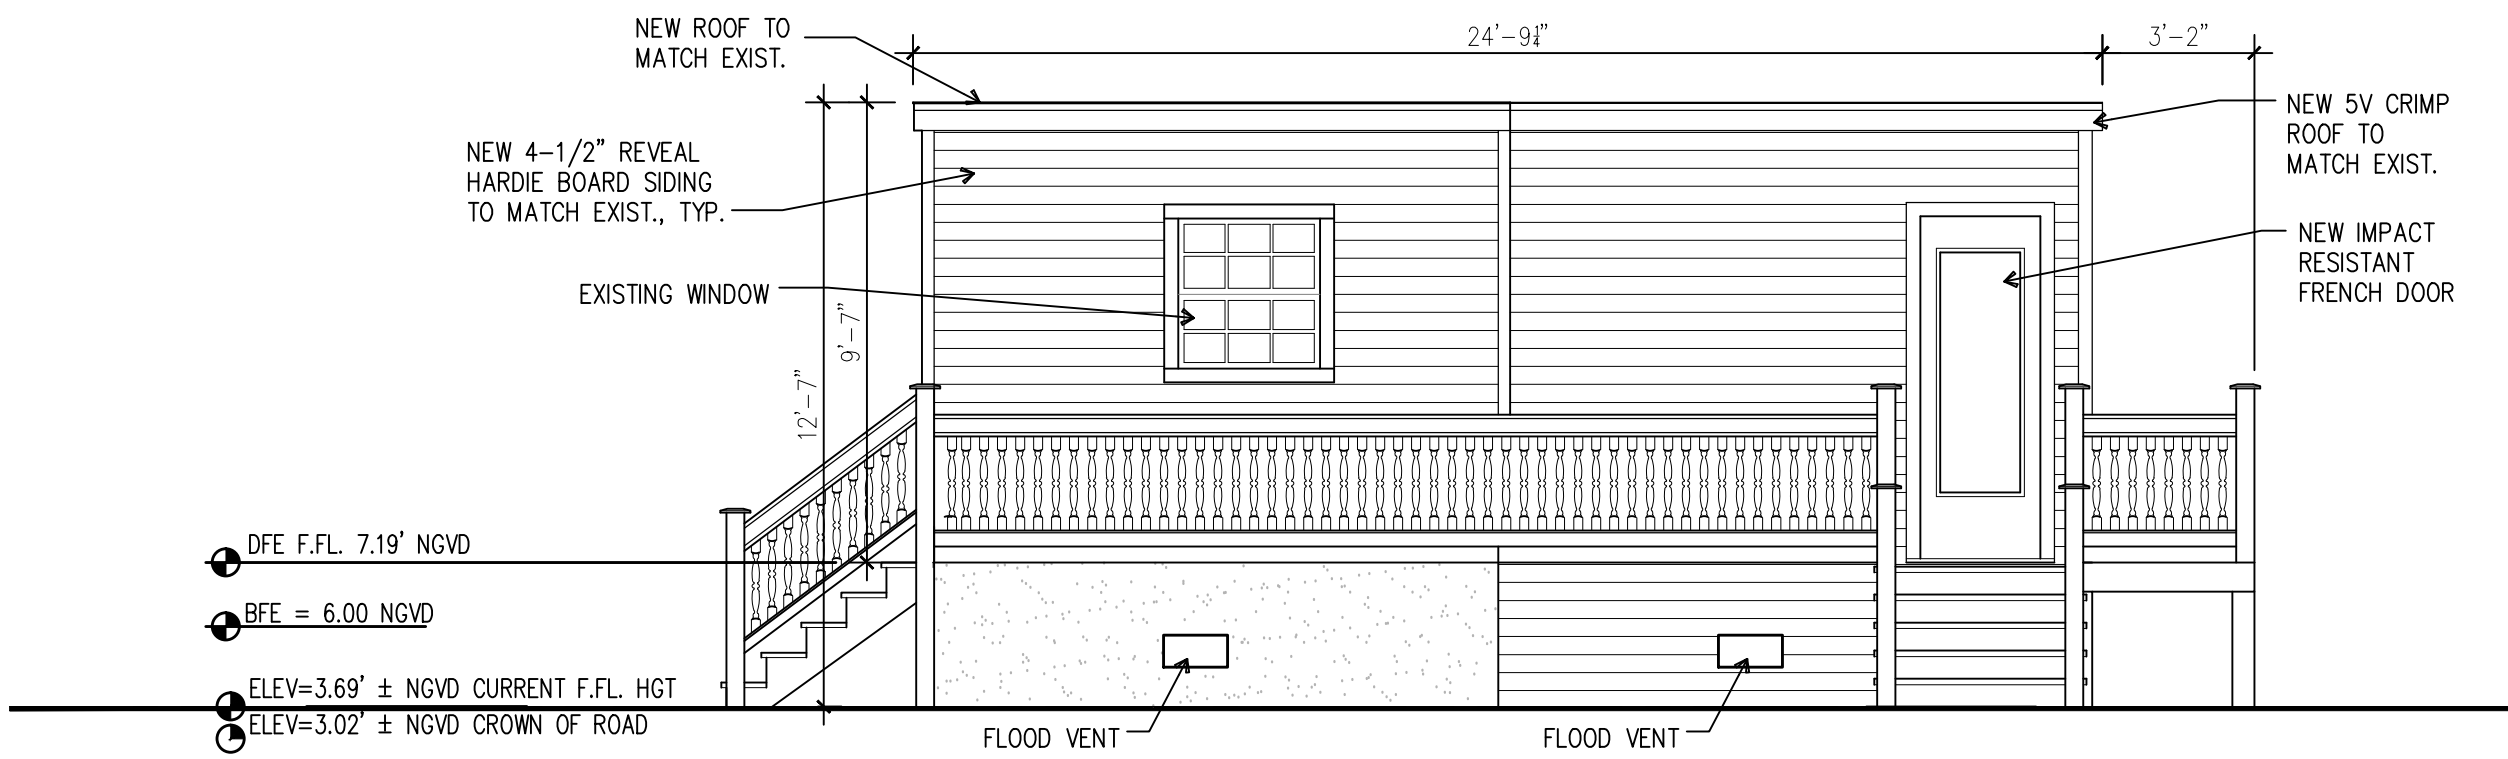 NEW ROOF TO
MATCH EXIST.
24'-9¼"
3'-2"
NEW 5V CRIMP
ROOF TO
MATCH EXIST.
NEW 4-1/2" REVEAL
HARDIE BOARD SIDING
TO MATCH EXIST., TYP.
NEW IMPACT
RESISTANT
FRENCH DOOR
EXISTING WINDOW
9'-7"
12'-7"
DFE F.FL. 7.19' NGVD
BFE = 6.00 NGVD
ELEV=3.69' ± NGVD CURRENT F.FL. HGT
ELEV=3.02' ± NGVD CROWN OF ROAD
FLOOD VENT
FLOOD VENT